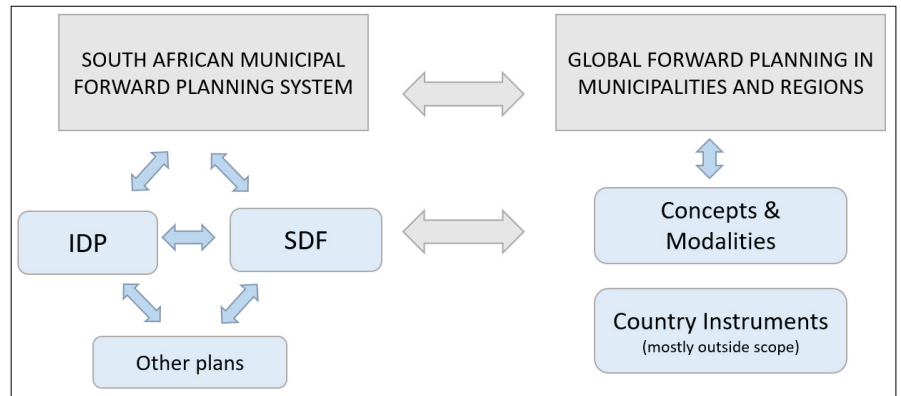 SOUTH AFRICAN MUNICIPAL
FORWARD PLANNING SYSTEM
GLOBAL FORWARD PLANNING IN
MUNICIPALITIES AND REGIONS
IDP
SDF
Other plans
Concepts &
Modalities
Country Instruments
(mostly outside scope)